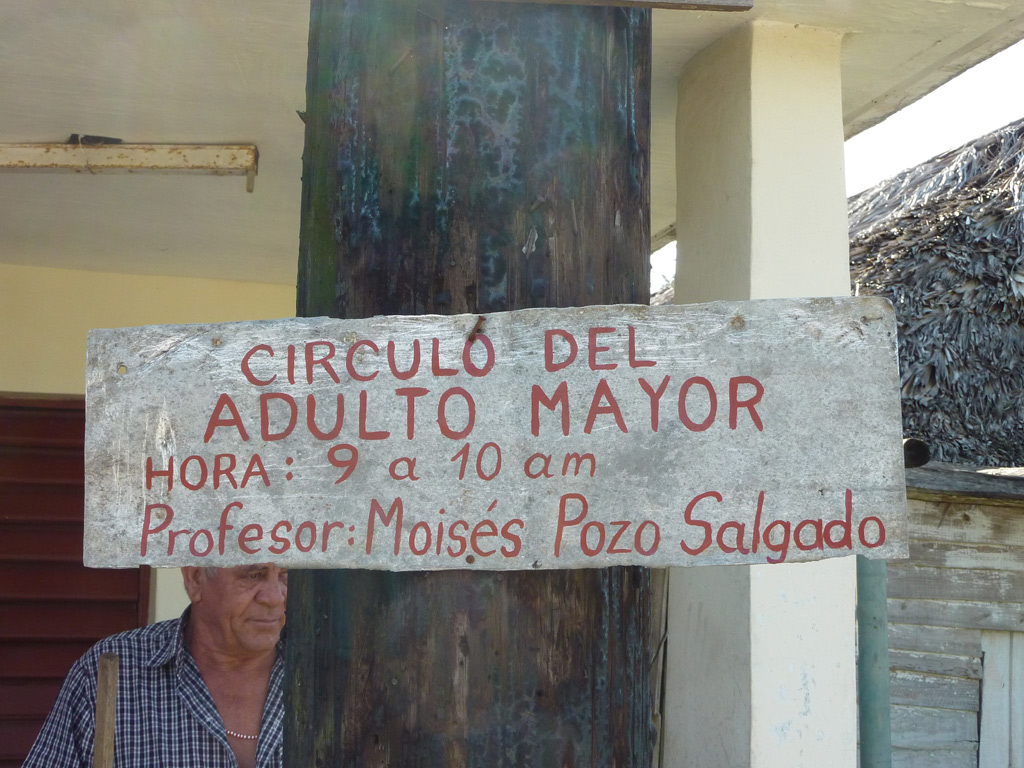 CIRCULO DEL
ADULTO MAYOR
HORA: 9 a 10 am
Profesor: Moisés Pozo Salgado